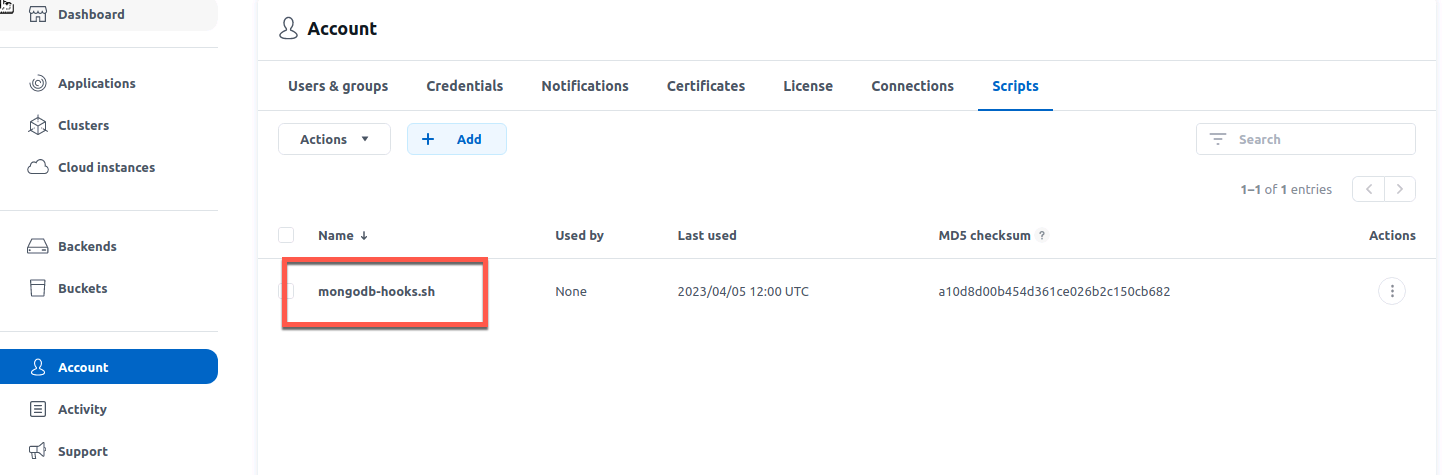 Dashboard
Applications
Clusters
Cloud instances
Backends
Buckets
Account
Activity
Support
Account
Users & groups Credentials Notifications Certificates License Connections Scripts
Actions + Add Search
1–1 of 1 entries
Name ↓ Used by Last used MD5 checksum ? Actions
mongodb-hooks.sh None 2023/04/05 12:00 UTC a10d8d00b454d361ce026b2c150cb682